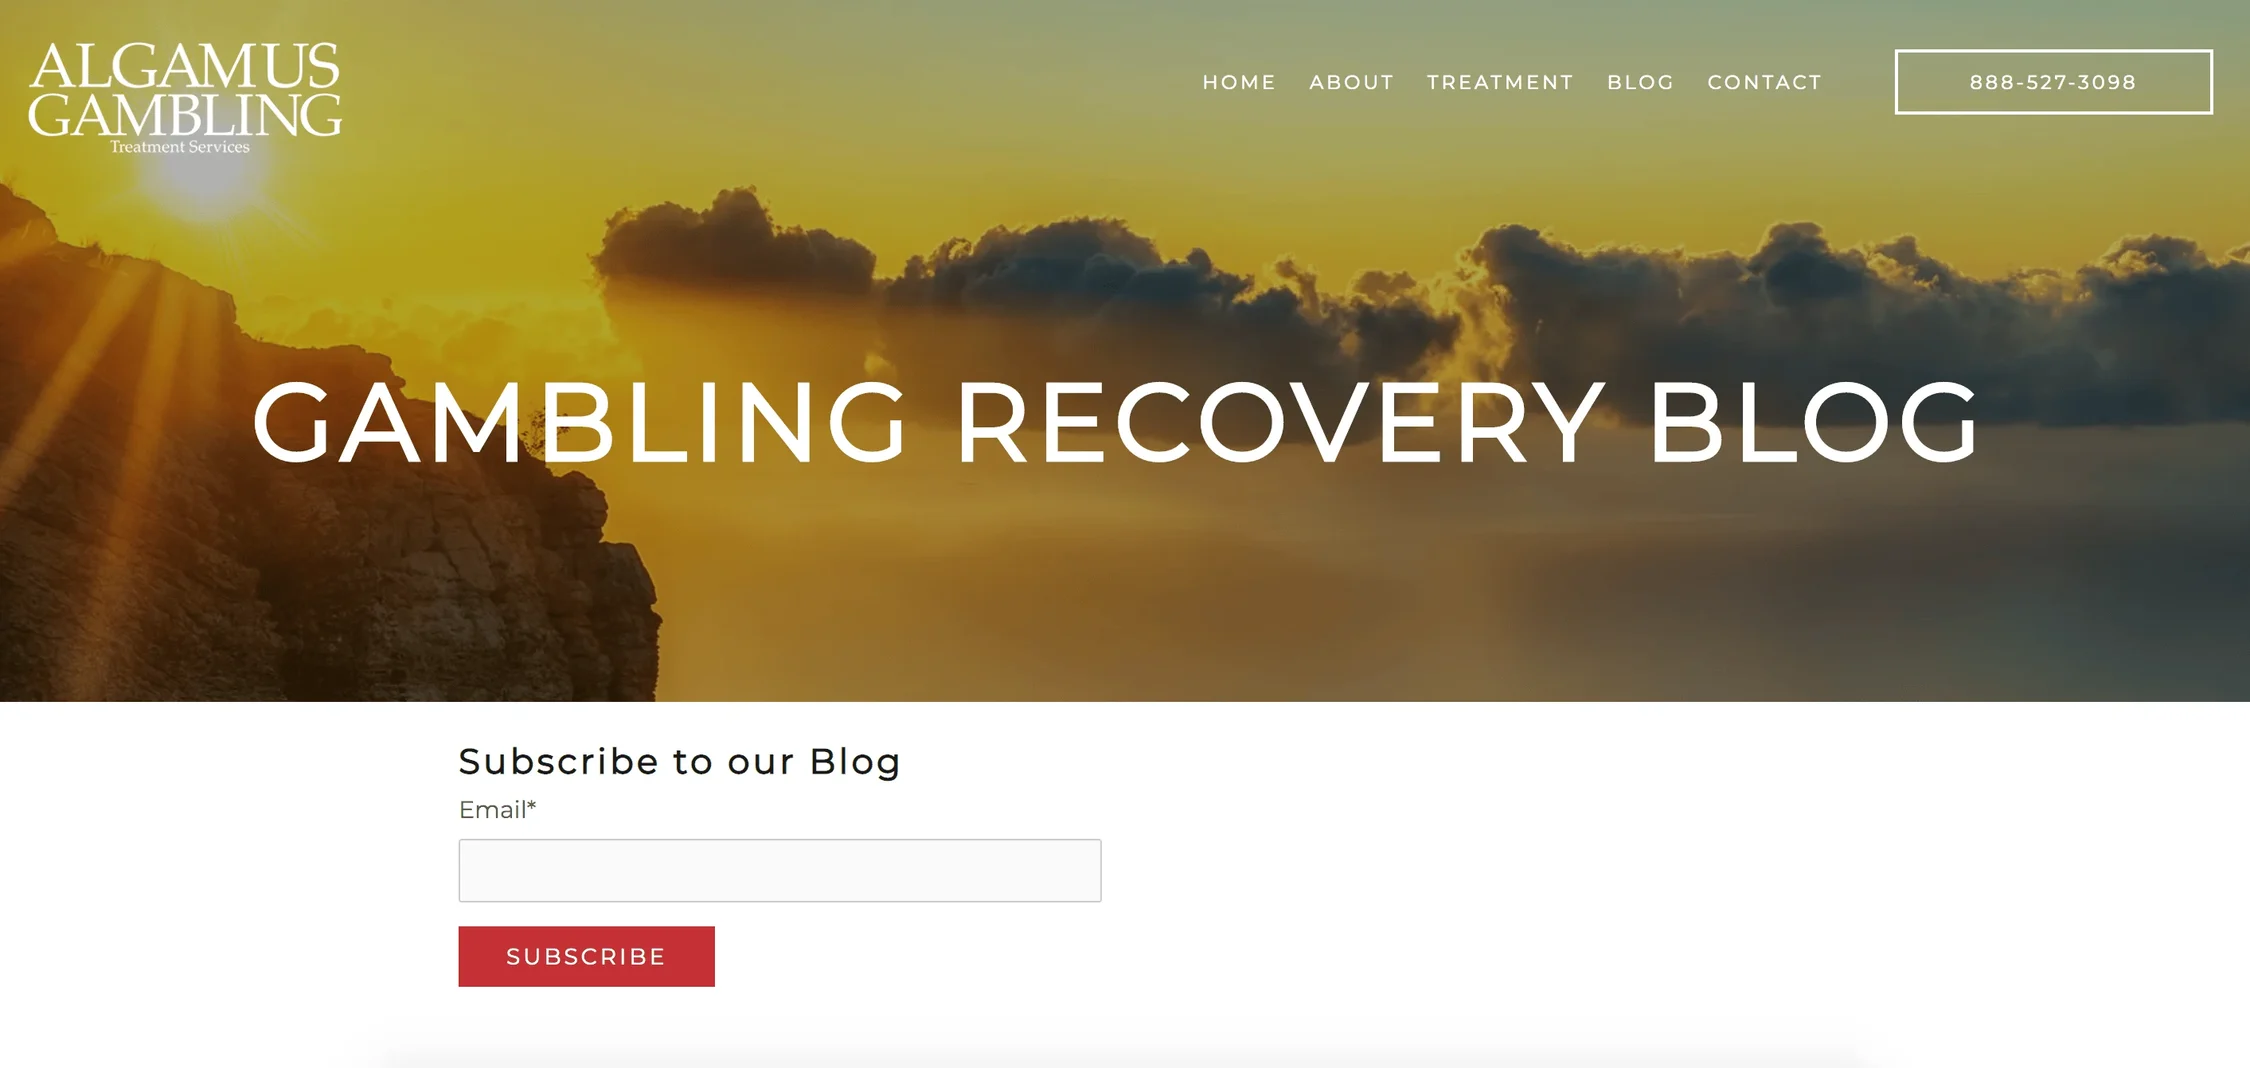 ALGAMUS
GAMBLING
Treatment Services
HOME ABOUT TREATMENT BLOG CONTACT 888-527-3098
GAMBLING RECOVERY BLOG
Subscribe to our Blog
Email*
SUBSCRIBE